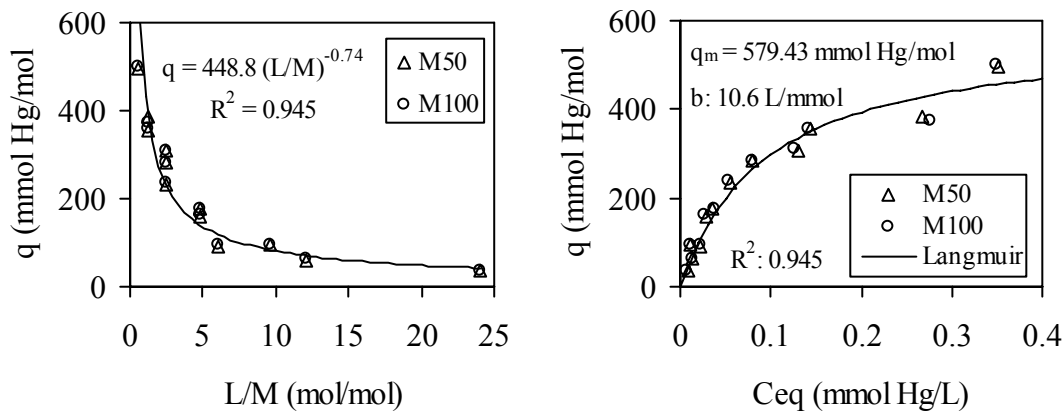 600
400
200
0
q (mmol Hg/mol)
q = 448.8 (L/M)^-0.74
R² = 0.945
M50
M100
0 5 10 15 20 25
L/M (mol/mol)
600
400
200
0
q (mmol Hg/mol)
qm = 579.43 mmol Hg/mol
b: 10.6 L/mmol
R²: 0.945
M50
M100
Langmuir
0 0.1 0.2 0.3 0.4
Ceq (mmol Hg/L)